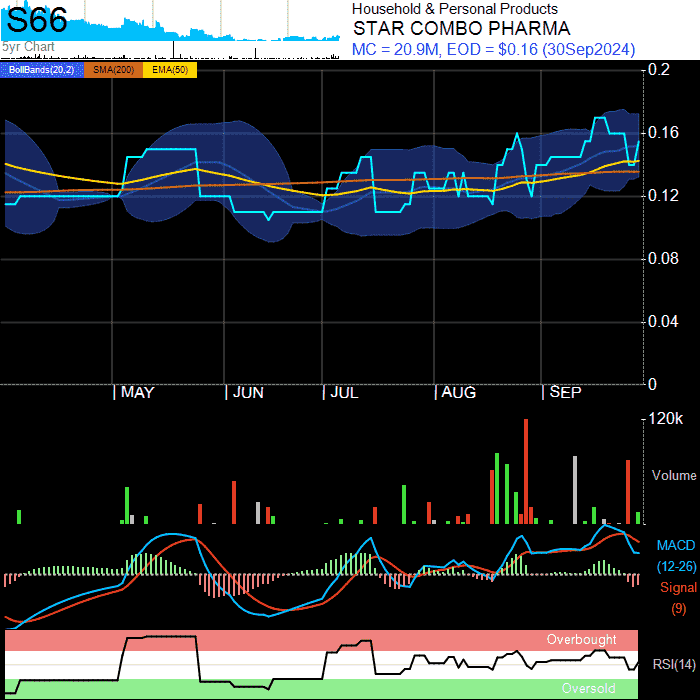 S66
5yr Chart
Household & Personal Products
STAR COMBO PHARMA
MC = 20.9M, EOD = $0.16 (30Sep2024)
BollBands(20,2) SMA(200) EMA(50)
0.2
0.16
0.12
0.08
0.04
0
MAY JUN JUL AUG SEP
120k
Volume
MACD
(12-26)
Signal
(9)
Overbought
RSI(14)
Oversold